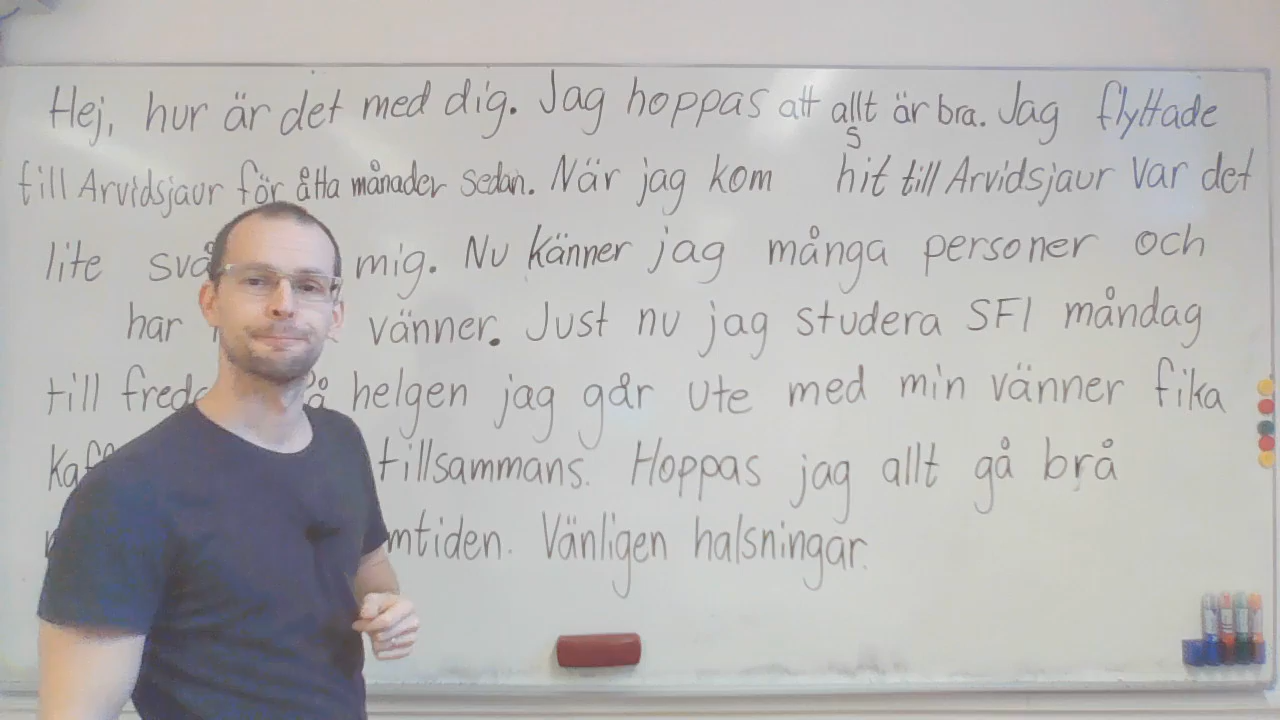 Hej, hur är det med dig. Jag hoppas att allt är bra. Jag flyttade
s
till Arvidsjaur för åtta månader sedan. När jag kom hit till Arvidsjaur var det
lite mig. Nu känner jag många personer och
har vänner. Just nu jag studera SFI måndag
till helgen jag går ute med min vänner fika
tillsammans. Hoppas jag allt gå brå
mtiden. Vänligen halsningar.